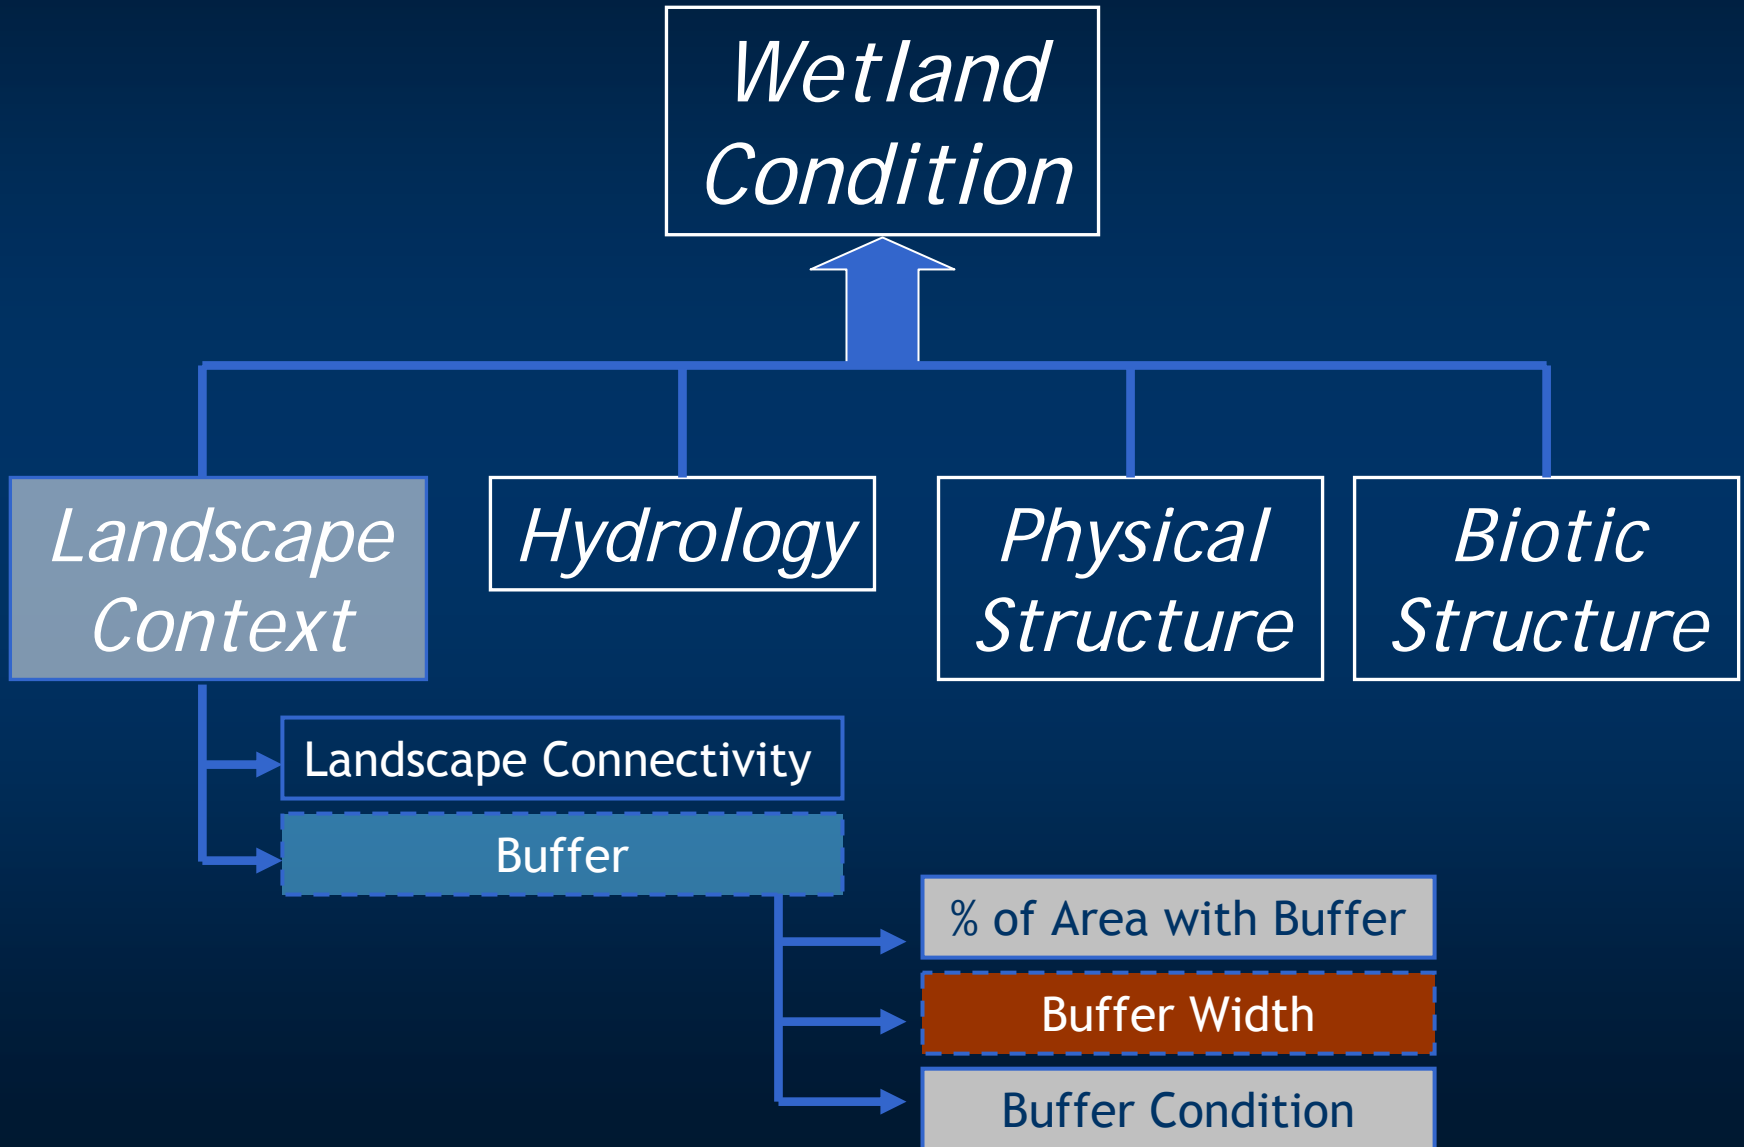 Wetland
Condition
Landscape
Context
Hydrology
Physical
Structure
Biotic
Structure
Landscape Connectivity
Buffer
% of Area with Buffer
Buffer Width
Buffer Condition